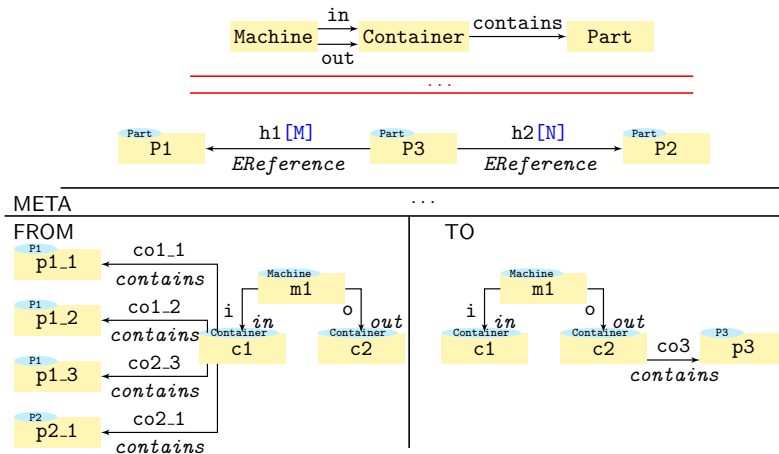 in
contains
Machine
Container
Part
out
...
Part
h1[M]
Part
h2[N]
Part
P1
P3
P2
EReference
EReference
META
...
FROM
TO
P1
p1_1
co1_1
contains
Machine
m1
Machine
m1
P1
p1_2
co1_2
contains
i
in
o
out
i
in
o
out
Container
c1
Container
c2
Container
c1
Container
c2
P3
p3
co3
contains
P1
p1_3
co2_3
contains
P2
p2_1
co2_1
contains